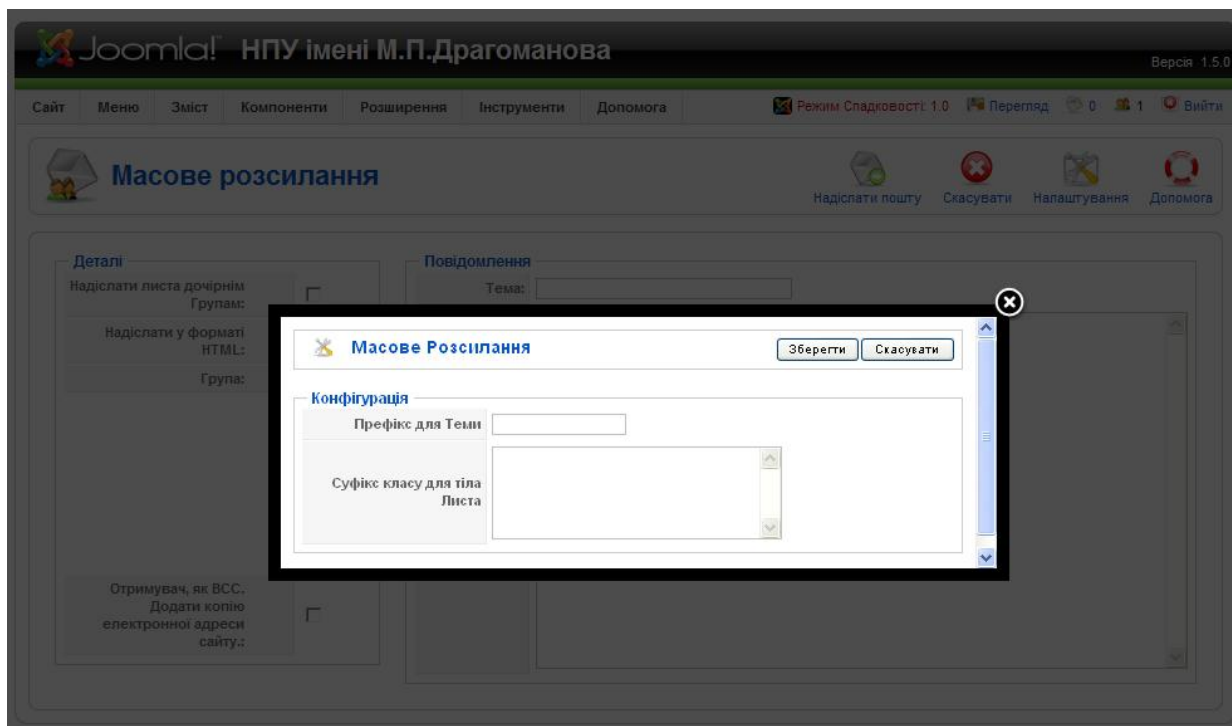 Joomla! НПУ імені М.П.Драгоманова
Версія 1.5.0
Сайт Меню Зміст Компоненти Розширення Інструменти Допомога Режим Спадковості: 1.0 Перегляд 0 1 Вийти
Масове розсилання
Надіслати пошту Скасувати Налаштування Допомога
Деталі
Надіслати листа дочірнім
Групам:
Надіслати у форматі
HTML:
Група:
Отримувач, як BCC.
Додати копію
електронної адреси
сайту.:
Повідомлення
Тема:
Масове Розсилання
Зберегти Скасувати
Конфігурація
Префікс для Теми
Суфікс класу для тіла
Листа